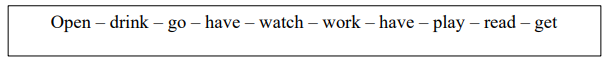 Open – drink – go – have – watch – work – have – play – read – get